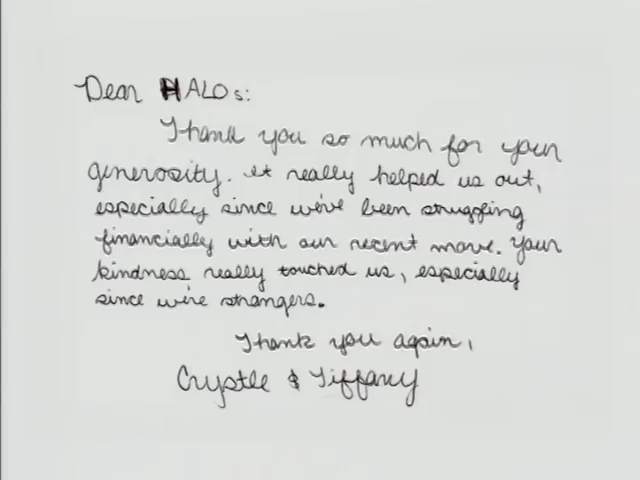 Dear HALOs:
Thank you so much for your
generosity. It really helped us out,
especially since we've been struggling
financially with our recent move. Your
kindness really touched us, especially
since we're strangers.
Thank you again,
Crystle & Tiffany